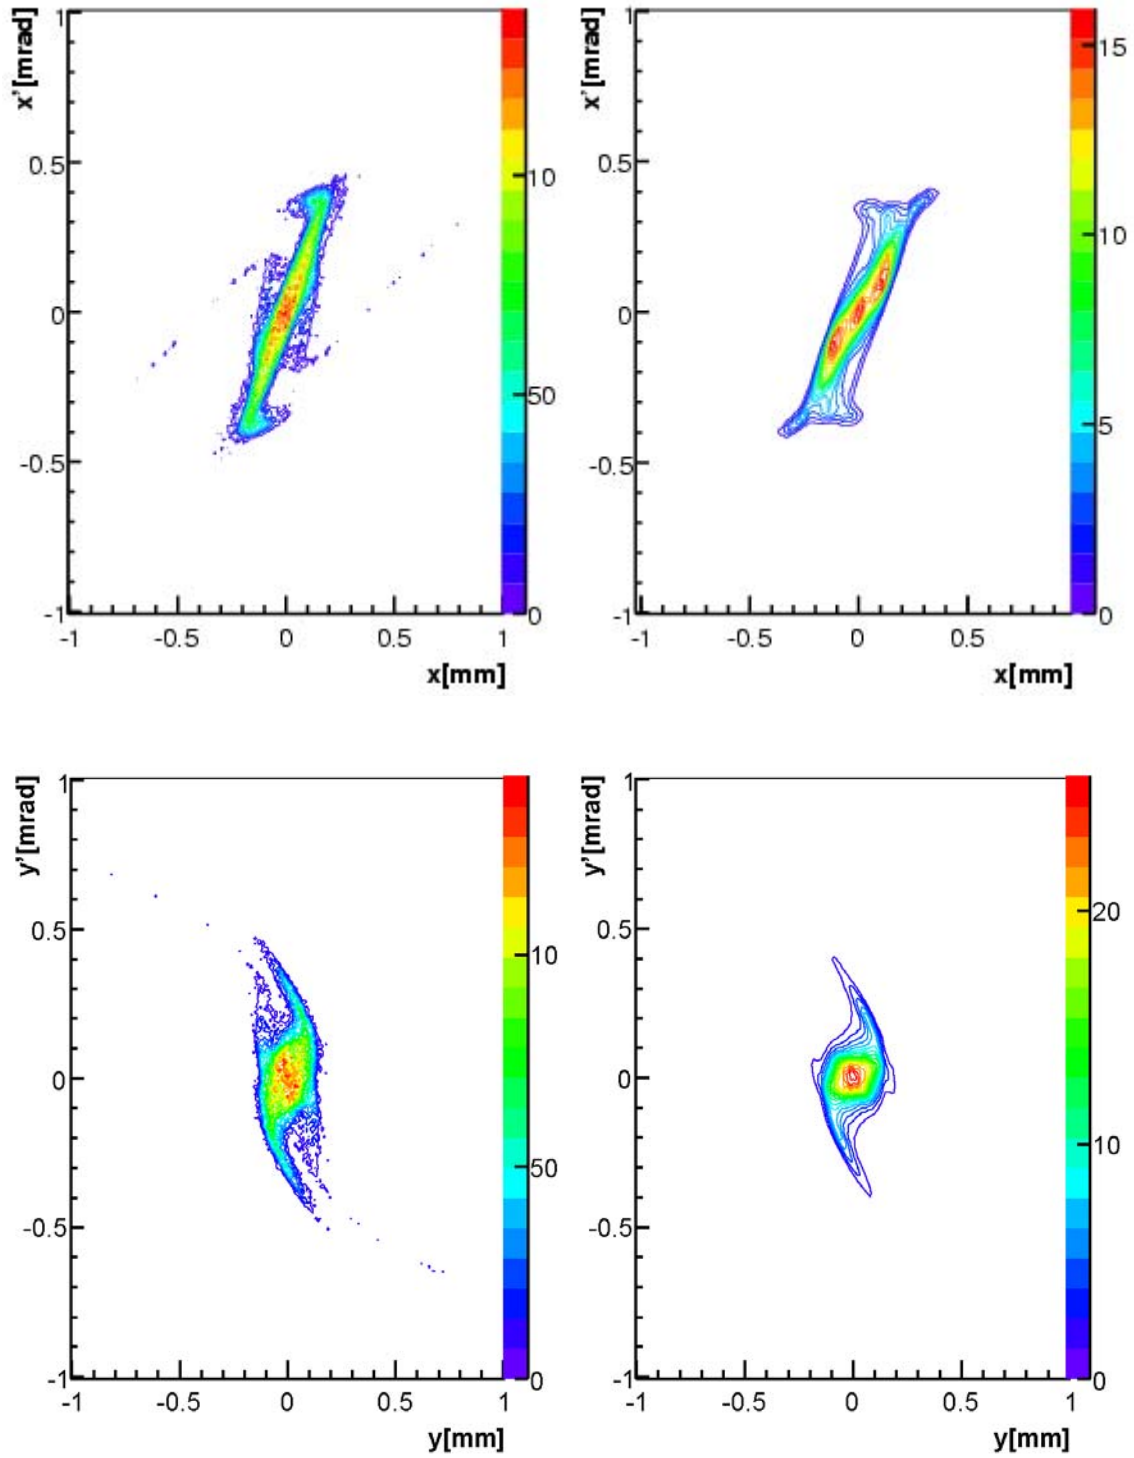 1 1
x'[mrad] x'[mrad]
15
0.5 10 0.5
10
0 0
50 5
-0.5 -0.5
-1 0 -1 0
-1 -0.5 0 0.5 1 -1 -0.5 0 0.5
x[mm] x[mm]
1 1
y'[mrad] y'[mrad]
0.5 10 0.5 20
0 0
50 10
-0.5 -0.5
-1 0 -1 0
-1 -0.5 0 0.5 1 -1 -0.5 0 0.5 1
y[mm] y[mm]